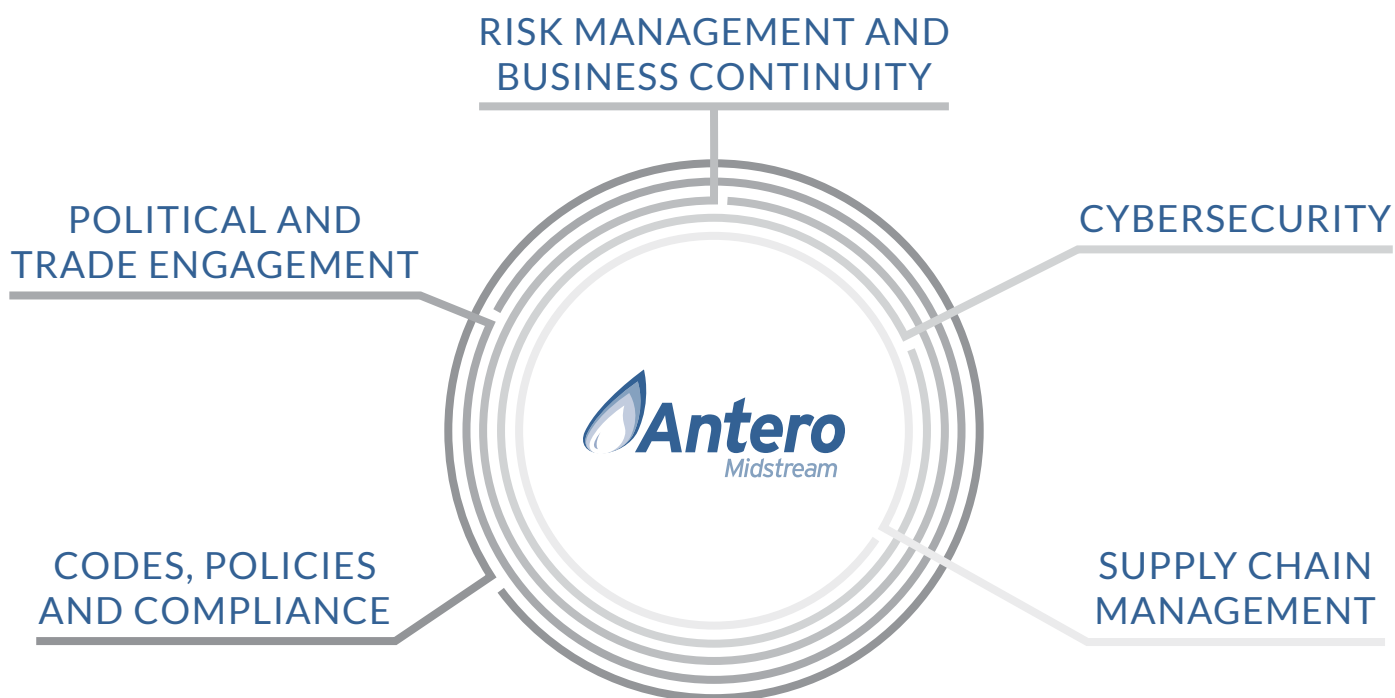 RISK MANAGEMENT AND
BUSINESS CONTINUITY
POLITICAL AND
TRADE ENGAGEMENT
CYBERSECURITY
Antero
Midstream
CODES, POLICIES
AND COMPLIANCE
SUPPLY CHAIN
MANAGEMENT